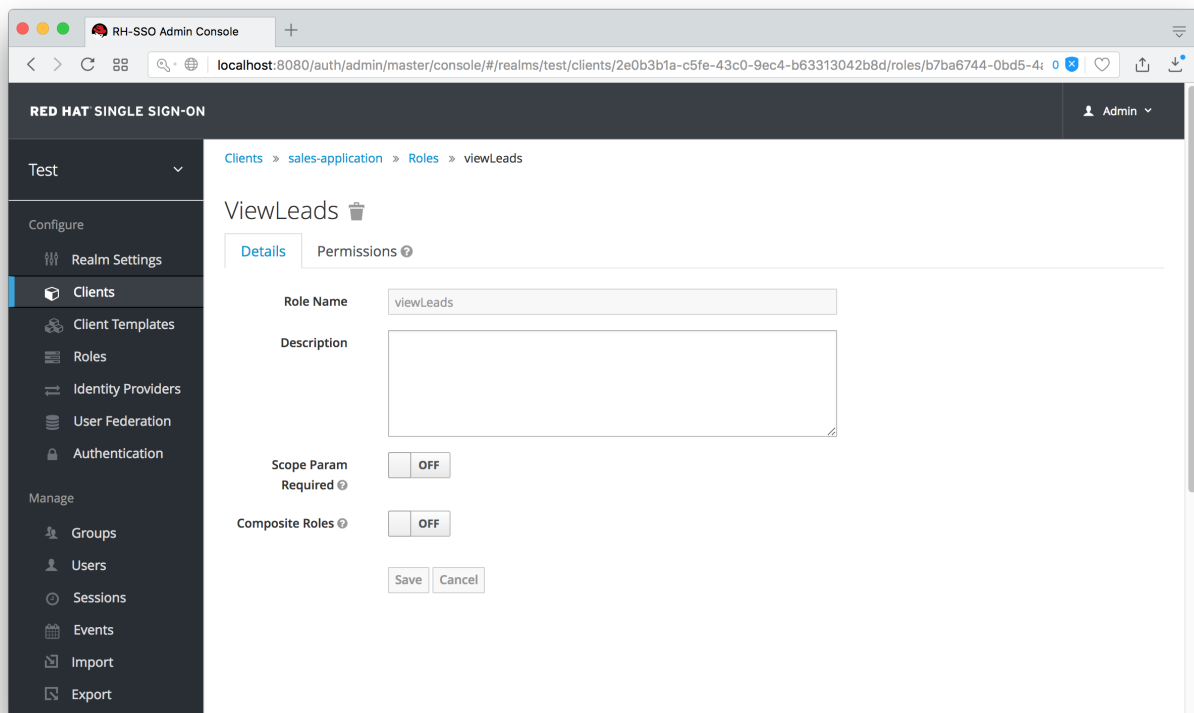 RH-SSO Admin Console
localhost:8080/auth/admin/master/console/#/realms/test/clients/2e0b3b1a-c5fe-43c0-9ec4-b63313042b8d/roles/b7ba6744-0bd5-4a 0
RED HAT SINGLE SIGN-ON
Admin
Test
Clients » sales-application » Roles » viewLeads
ViewLeads
Details Permissions
Configure
Realm Settings
Clients
Client Templates
Roles
Identity Providers
User Federation
Authentication
Manage
Groups
Users
Sessions
Events
Import
Export
Role Name viewLeads
Description
Scope Param
Required
OFF
Composite Roles OFF
Save Cancel